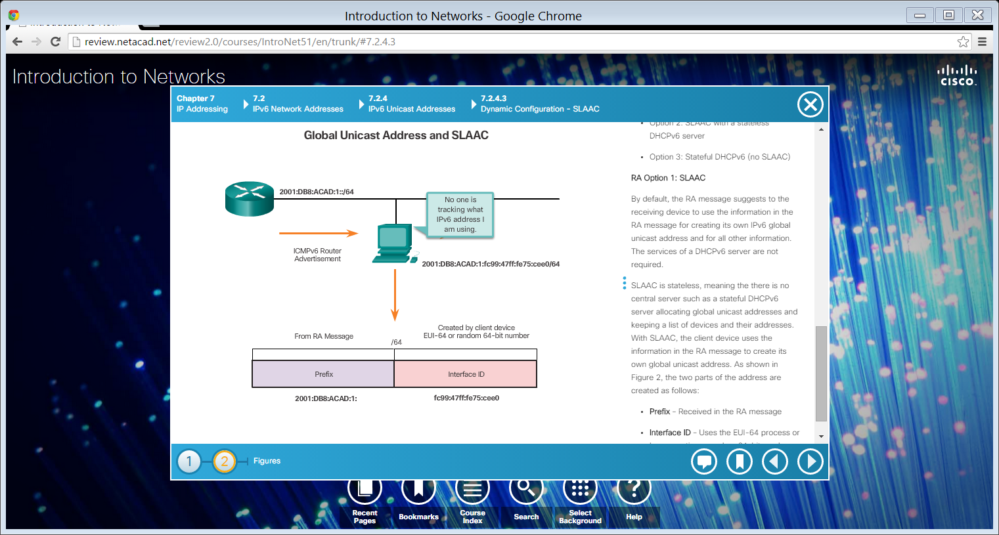 Introduction to Networks - Google Chrome
review.netacad.net/review2.0/courses/IntroNet51/en/trunk/#7.2.4.3
Introduction to Networks
CISCO
Chapter 7
IP Addressing
7.2
IPv6 Network Addresses
7.2.4
IPv6 Unicast Addresses
7.2.4.3
Dynamic Configuration - SLAAC
Global Unicast Address and SLAAC
2001:DB8:ACAD:1::/64
No one is
tracking what
IPv6 address I
am using.
ICMPv6 Router
Advertisement
2001:DB8:ACAD:1:fc99:47ff:fe75:cee0/64
From RA Message
/64
Created by client device
EUI-64 or random 64-bit number
Prefix
Interface ID
2001:DB8:ACAD:1:
fc99:47ff:fe75:cee0
• Option 2: SLAAC with a stateless
DHCPv6 server
• Option 3: Stateful DHCPv6 (no SLAAC)
RA Option 1: SLAAC
By default, the RA message suggests to the
receiving device to use the information in the
RA message for creating its own IPv6 global
unicast address and for all other information.
The services of a DHCPv6 server are not
required.
SLAAC is stateless, meaning the there is no
central server such as a stateful DHCPv6
server allocating global unicast addresses and
keeping a list of devices and their addresses.
With SLAAC, the client device uses the
information in the RA message to create its
own global unicast address. As shown in
Figure 2, the two parts of the address are
created as follows:
• Prefix - Received in the RA message
• Interface ID - Uses the EUI-64 process or
1
2
Figures
Recent
Pages
Bookmarks
Course
Index
Search
Select
Background
Help